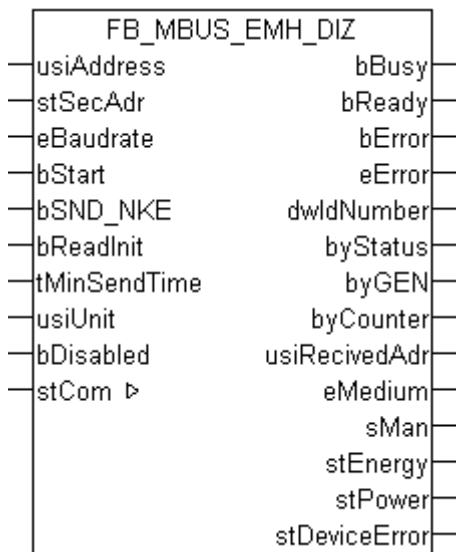 FB_MBUS_EMH_DIZ
usiAddress bBusy
stSecAdr bReady
eBaudrate bError
bStart eError
bSND_NKE dwIdNumber
bReadInit byStatus
tMinSendTime byGEN
usiUnit byCounter
bDisabled usiRecivedAdr
stCom ▷ eMedium
sMan
stEnergy
stPower
stDeviceError